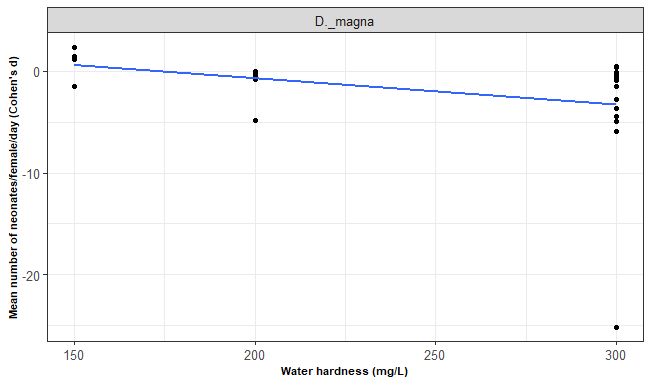 D._magna
Mean number of neonates/female/day (Cohen's d)
0
-10
-20
150
200
250
300
Water hardness (mg/L)